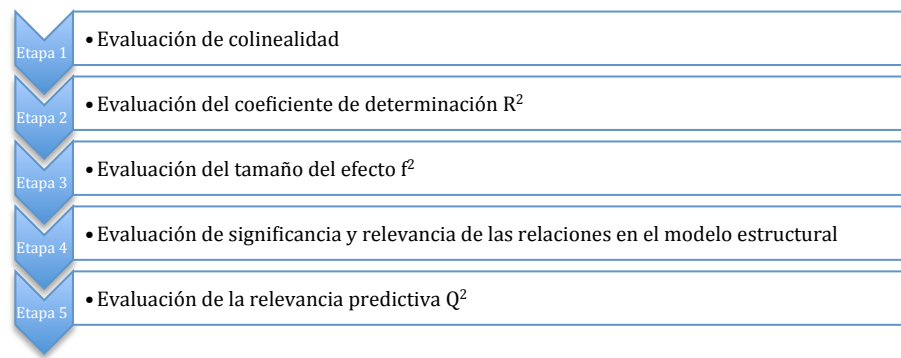 Etapa 1
• Evaluación de colinealidad
Etapa 2
• Evaluación del coeficiente de determinación R²
Etapa 3
• Evaluación del tamaño del efecto f²
Etapa 4
• Evaluación de significancia y relevancia de las relaciones en el modelo estructural
Etapa 5
• Evaluación de la relevancia predictiva Q²